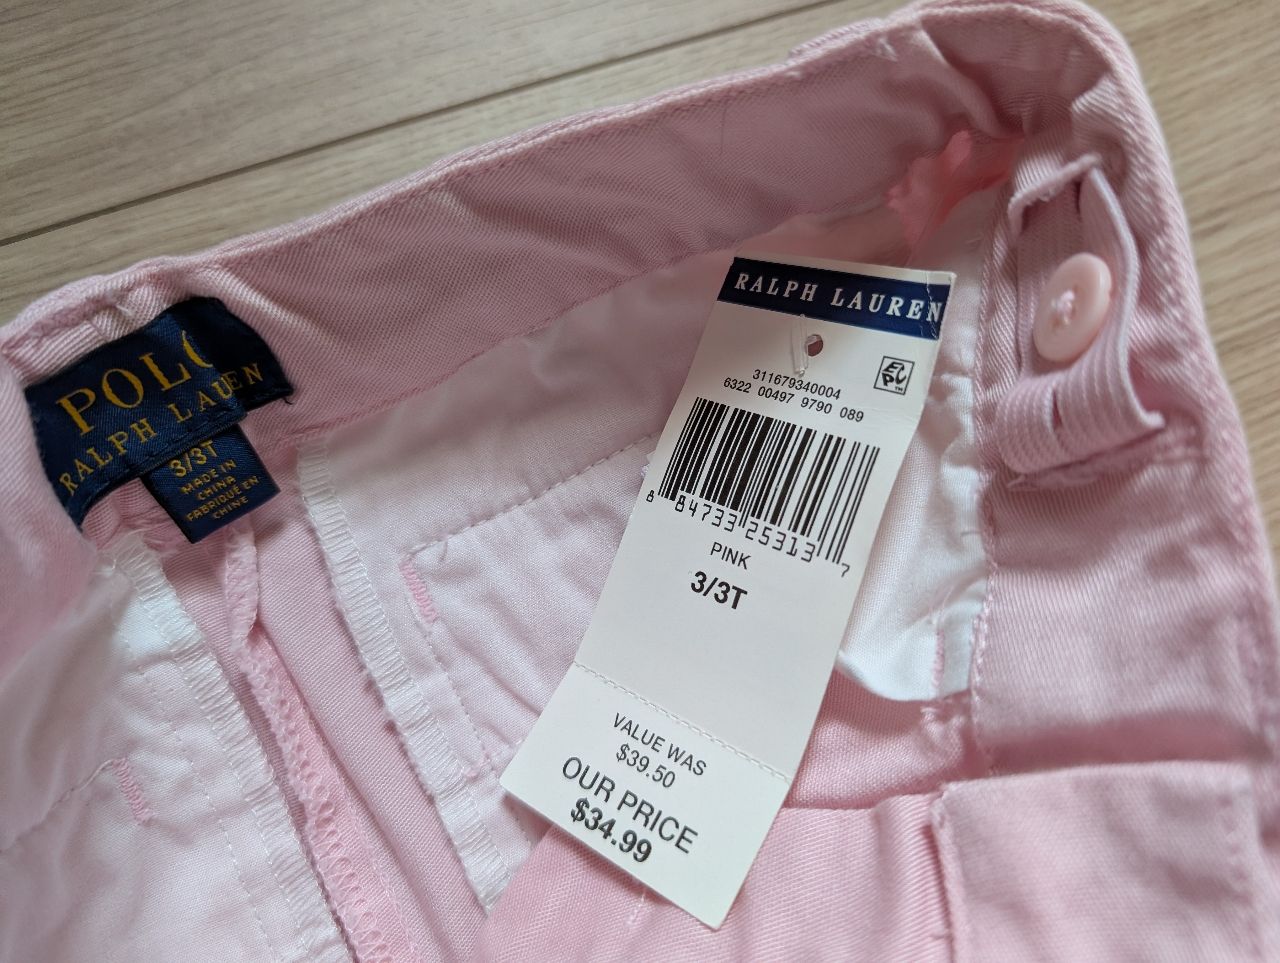 POLO
RALPH LAUREN
3/3T
MADE IN
CHINA
FABRIQUÉ EN
CHINE
RALPH LAUREN
311679340004
6322 00497 9790 089
8 84733 25313 7
PINK
3/3T
VALUE WAS
$39.50
OUR PRICE
$34.99